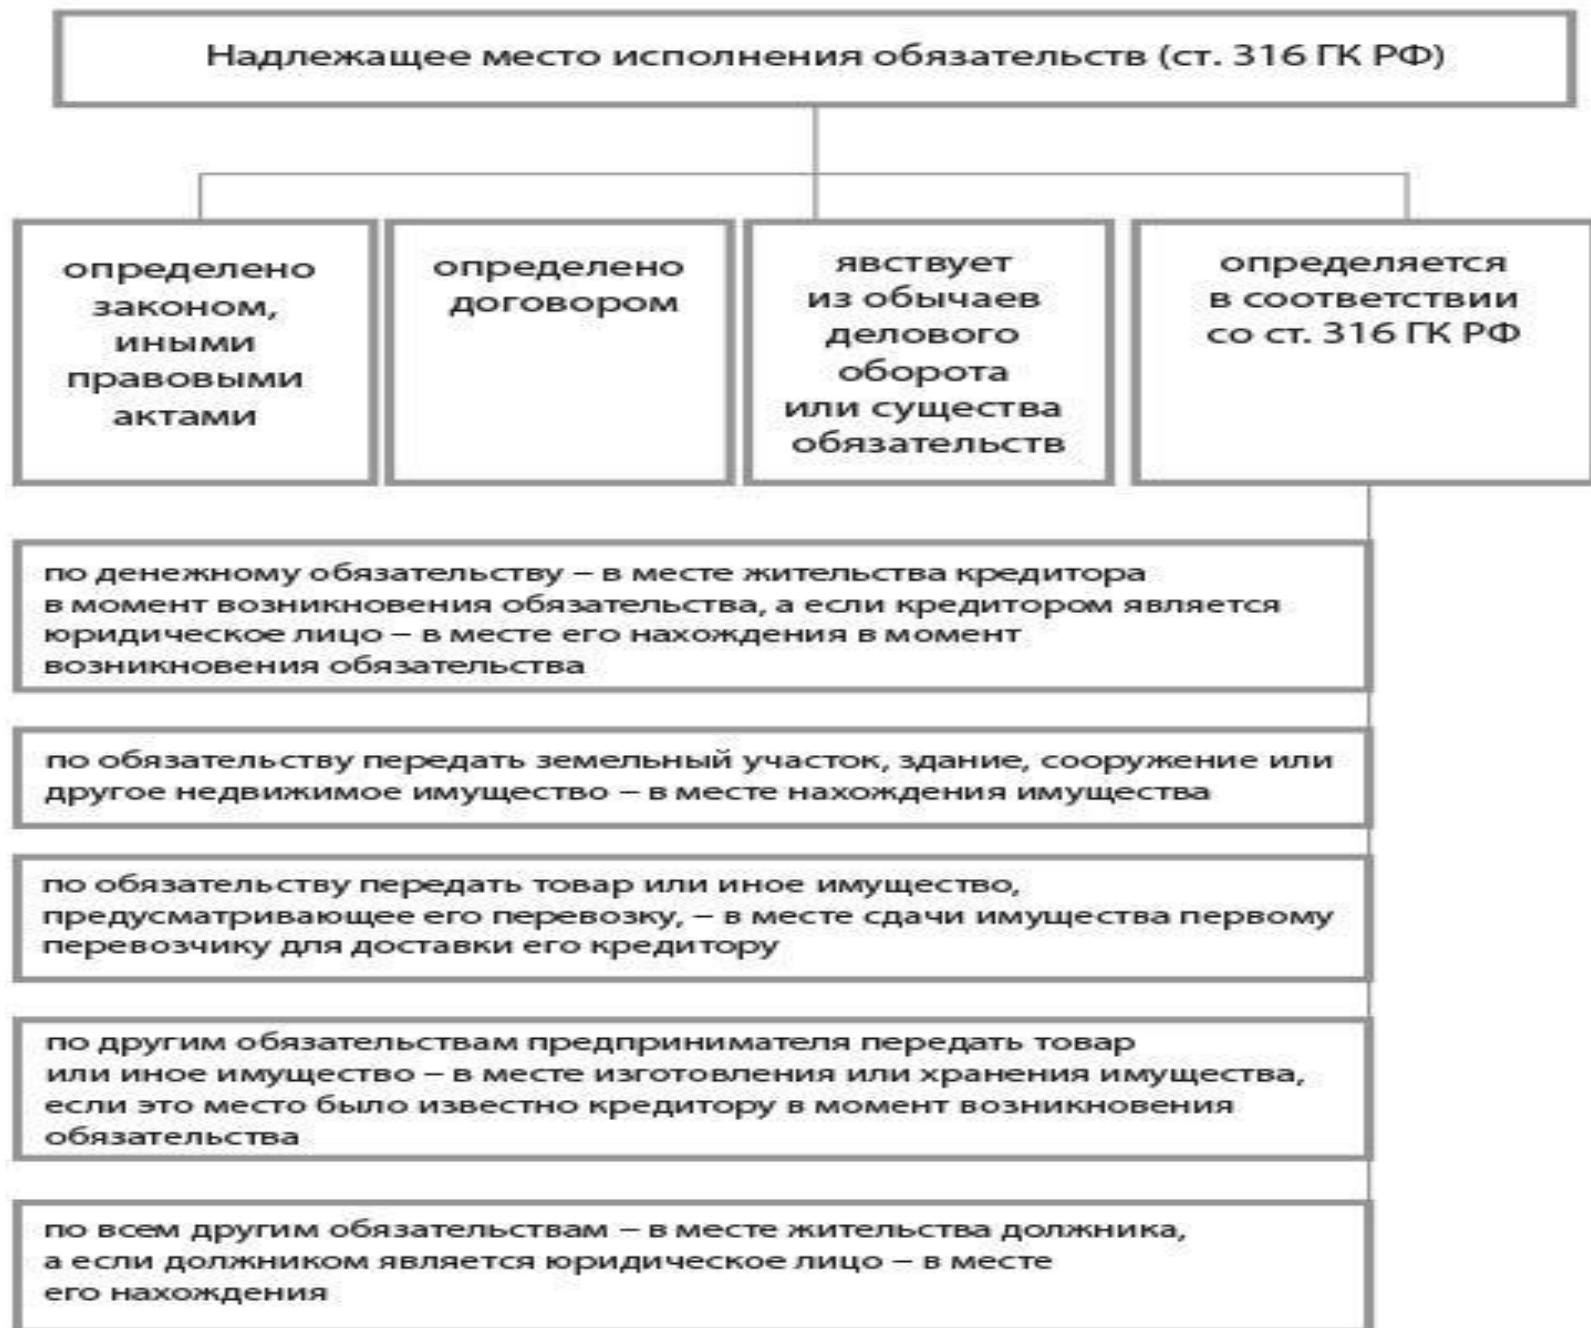 Надлежащее место исполнения обязательств (ст. 316 ГК РФ)
определено
законом,
иными
правовыми
актами
определено
договором
явствует
из обычаев
делового
оборота
или существа
обязательств
определяется
в соответствии
со ст. 316 ГК РФ
по денежному обязательству – в месте жительства кредитора
в момент возникновения обязательства, а если кредитором является
юридическое лицо – в месте его нахождения в момент
возникновения обязательства
по обязательству передать земельный участок, здание, сооружение или
другое недвижимое имущество – в месте нахождения имущества
по обязательству передать товар или иное имущество,
предусматривающее его перевозку, – в месте сдачи имущества первому
перевозчику для доставки его кредитору
по другим обязательствам предпринимателя передать товар
или иное имущество – в месте изготовления или хранения имущества,
если это место было известно кредитору в момент возникновения
обязательства
по всем другим обязательствам – в месте жительства должника,
а если должником является юридическое лицо – в месте
его нахождения